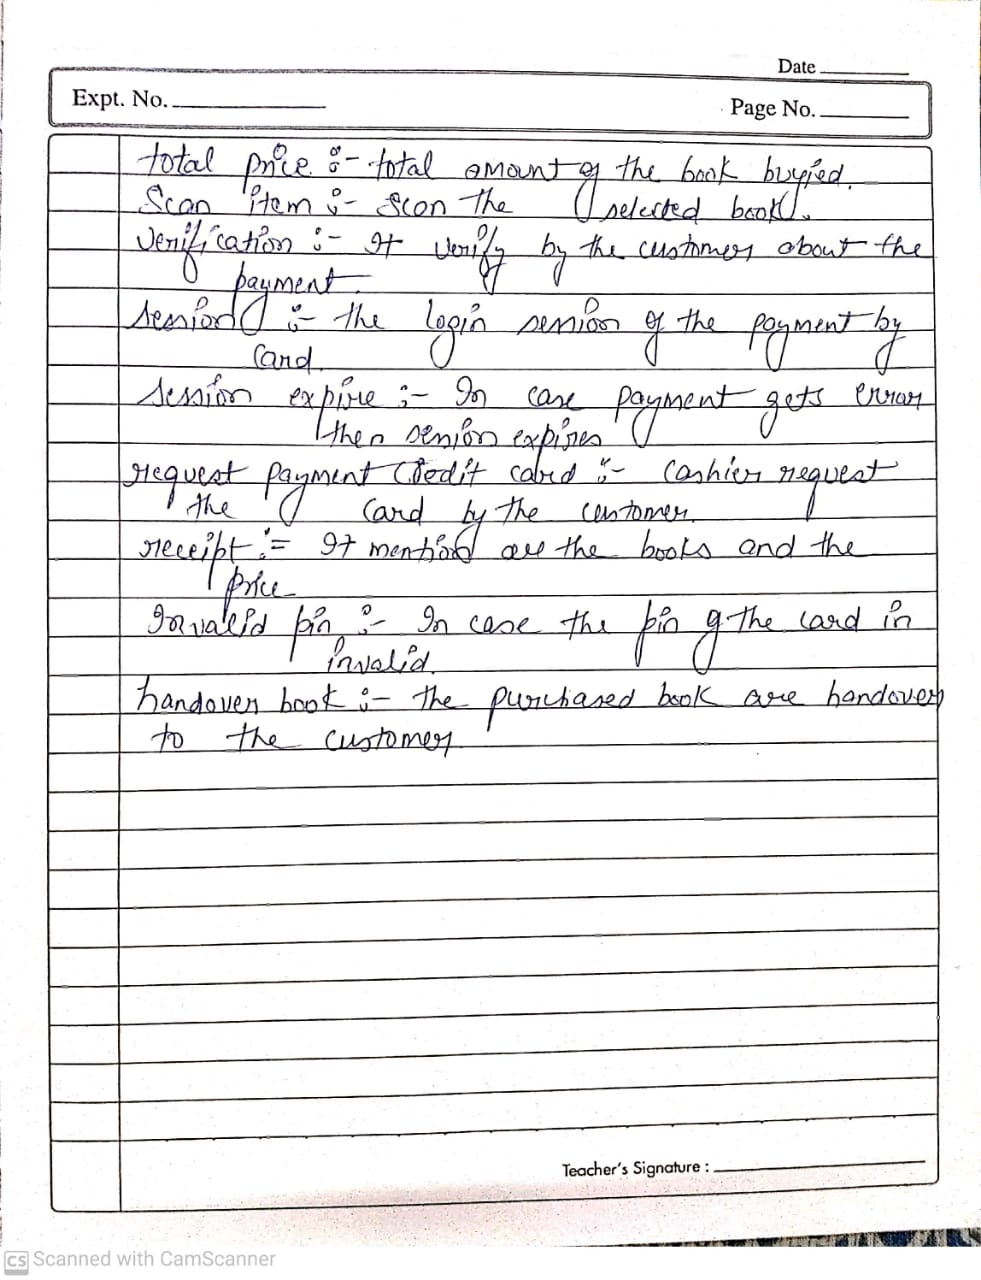 Date
Expt. No.
Page No.
total price :- total amount of the book buyied.
Scan item :- Scan the selected book.
Verification :- It verify by the customer about the
payment.
session :- the login session of the payment by
Card.
session expire :- In case payment gets error
then session expires
request payment Credit card :- Cashier request
the Card by the customer.
receipt := It mention all the books and the
price
Invalid pin :- In case the pin of the card in
invalid.
handover book :- the purchased book are handover
to the customer.
Teacher's Signature :
CS Scanned with CamScanner